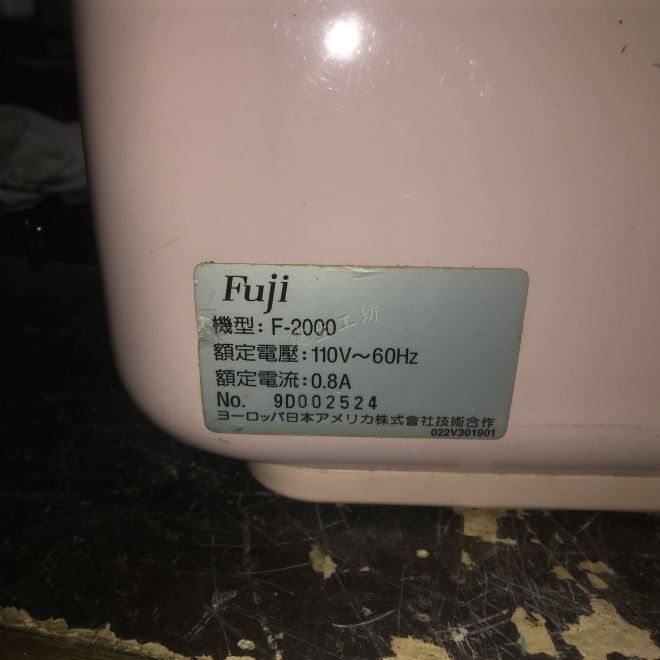 Fuji
機型: F-2000
額定電壓: 110V～60Hz
額定電流: 0.8A
No. 9D002524
ヨーロッパ日本アメリカ株式會社技術合作
022V301901